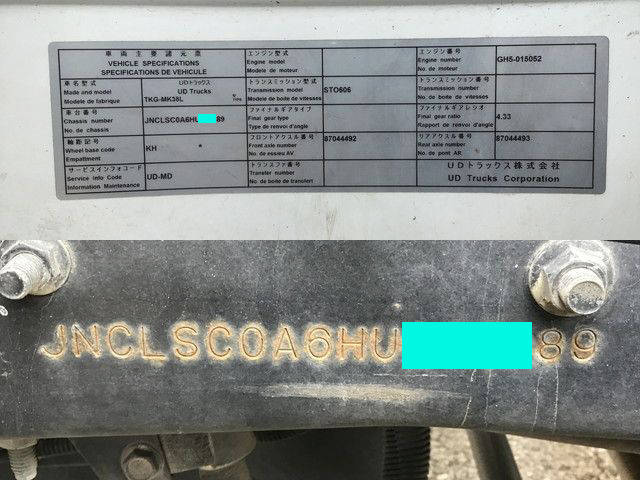 車両主要諸元表
VEHICLE SPECIFICATIONS
SPECIFICATIONS DE VEHICULE
車名型式 UDトラックス
Made and model UD Trucks
Modele de fabrique TKG-MK38L
車台番号
Chassis number JNCLSC0A6HU 89
No. de chassis
軸距記号
Wheel base code KH *
Empattment
サービスインフォコード
Service info Code UD-MD
Information Maintenance
エンジン型式
Engine model
Modele de moteur
トランスミッション型式
Transmission model STO606
Modele de boite de vitesses
ファイナルギアタイプ
Final gear type
Type de renvoi d'angle
フロントアクスル番号 87044492
Front axle number
No. de essieu AV
トランスファ番号
Transfer number
No. de boite de transfert
エンジン番号
Engine number GH5-015052
No. de moteur
トランスミッション番号
Transmission number
No. de boite de vitesses
ファイナルギアレシオ
Final gear ratio 4.33
Rapport de renvoi d'angle
リアアクスル番号 87044493
Rear axle number
No. de pont AR
UDトラックス株式会社
UD Trucks Corporation
JNCLSC0A6HU 89